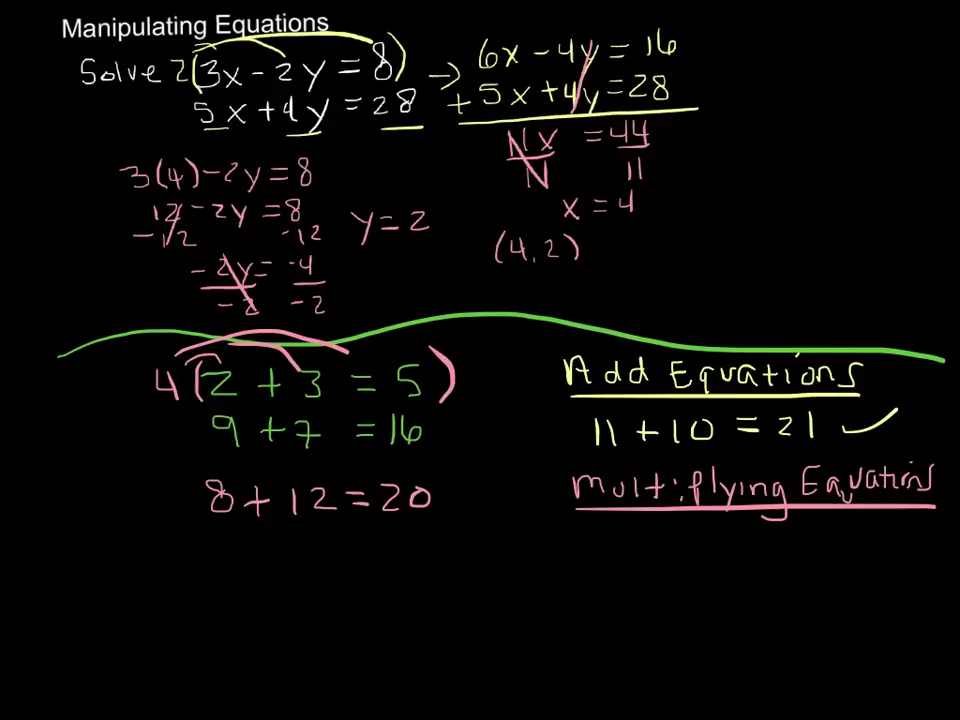 Manipulating Equations
Solve 2(3x - 2y = 8) → 6x - 4y = 16
5x + 4y = 28 + 5x + 4y = 28
11x = 44
11 11
x = 4
(4, 2)
3(4) - 2y = 8
12 - 2y = 8
-12 -12
y = 2
-2y = -4
-2 -2
4(2 + 3 = 5)
9 + 7 = 16
8 + 12 = 20
Add Equations
11 + 10 = 21 ✓
Multiplying Equations